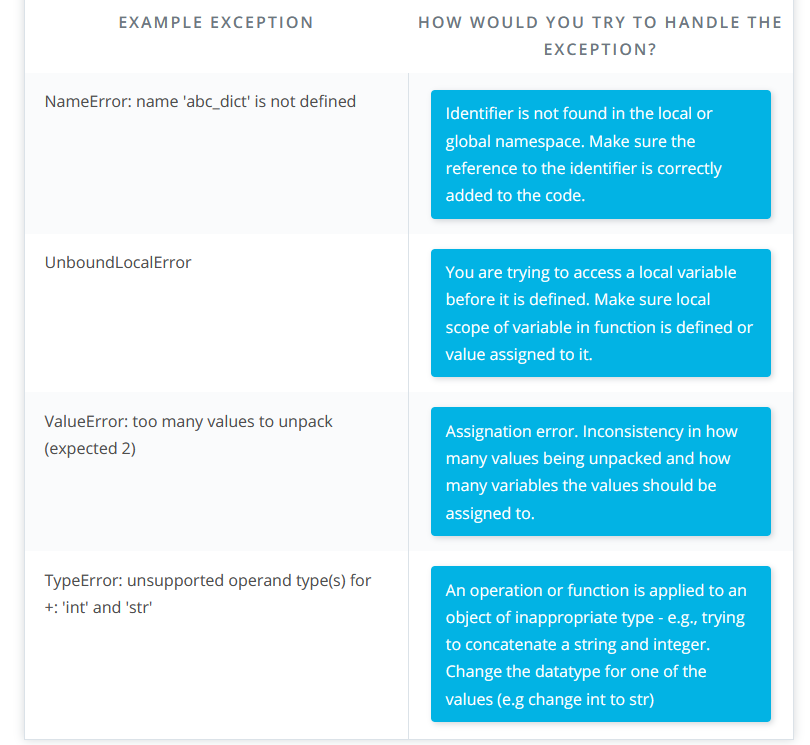 EXAMPLE EXCEPTION
HOW WOULD YOU TRY TO HANDLE THE
EXCEPTION?
NameError: name 'abc_dict' is not defined
Identifier is not found in the local or
global namespace. Make sure the
reference to the identifier is correctly
added to the code.
UnboundLocalError
You are trying to access a local variable
before it is defined. Make sure local
scope of variable in function is defined or
value assigned to it.
ValueError: too many values to unpack
(expected 2)
Assignation error. Inconsistency in how
many values being unpacked and how
many variables the values should be
assigned to.
TypeError: unsupported operand type(s) for
+: 'int' and 'str'
An operation or function is applied to an
object of inappropriate type - e.g., trying
to concatenate a string and integer.
Change the datatype for one of the
values (e.g change int to str)